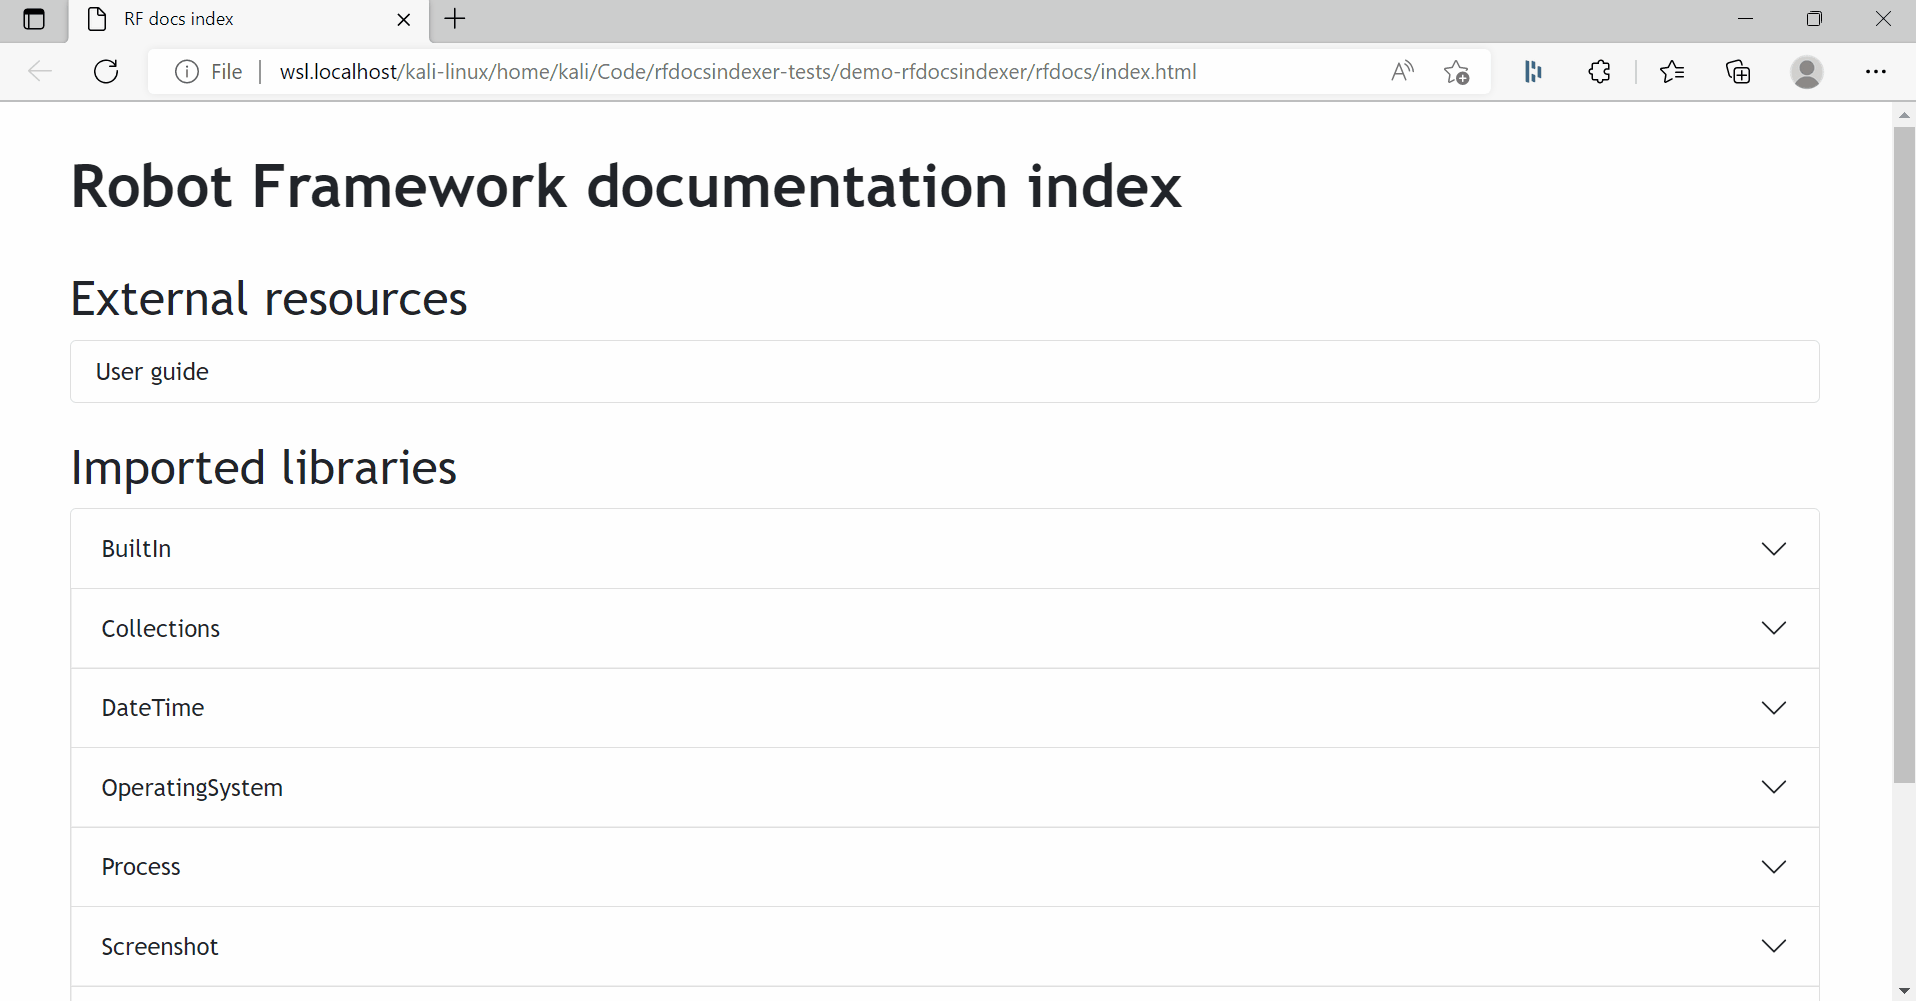 RF docs index
File
wsl.localhost/kali-linux/home/kali/Code/rfdocsindexer-tests/demo-rfdocsindexer/rfdocs/index.html
Robot Framework documentation index
External resources
User guide
Imported libraries
BuiltIn
Collections
DateTime
OperatingSystem
Process
Screenshot